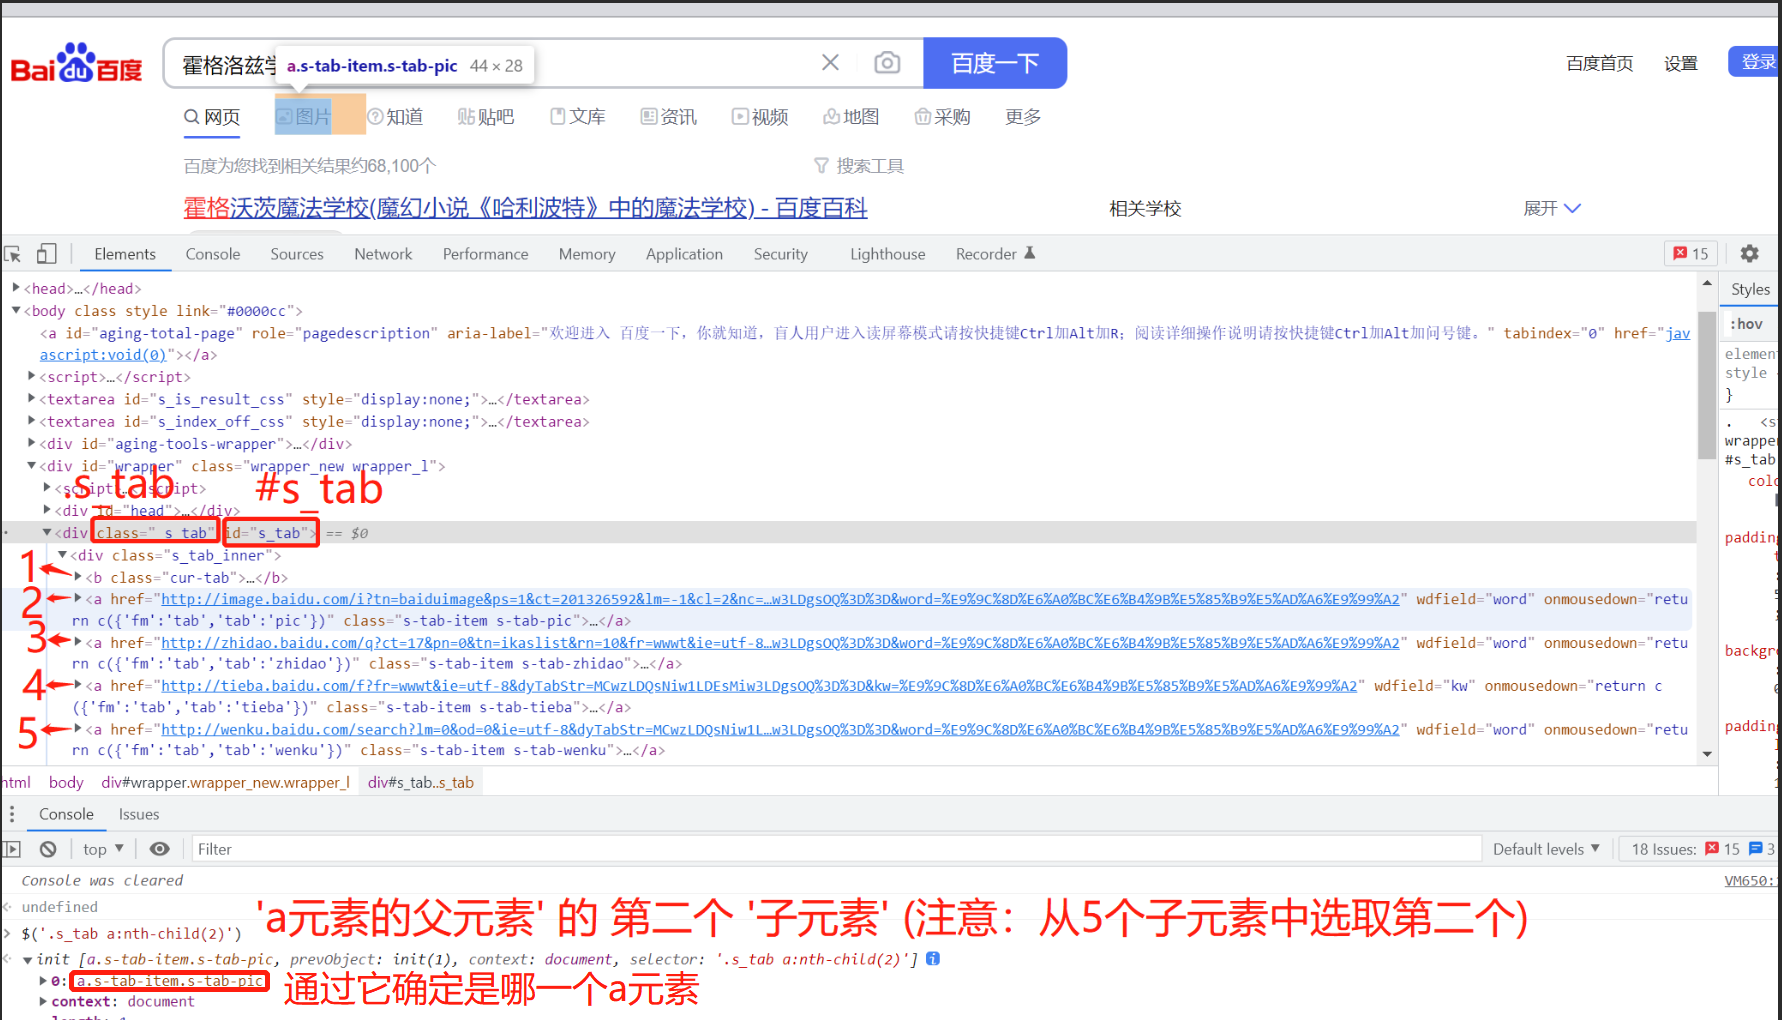 Bai du 百度
霍格洛兹学
a.s-tab-item.s-tab-pic 44 × 28
百度一下
百度首页 设置 登录
网页 图片 知道 贴贴吧 文库 资讯 视频 地图 采购 更多
百度为您找到相关结果约68,100个 搜索工具
霍格沃茨魔法学校(魔幻小说《哈利波特》中的魔法学校) - 百度百科 相关学校 展开
Elements Console Sources Network Performance Memory Application Security Lighthouse Recorder 15
<head>…</head>
<body class style link="#0000cc">
<a id="aging-total-page" role="pagedescription" aria-label="欢迎进入 百度一下，你就知道，盲人用户进入读屏幕模式请按快捷键Ctrl加Alt加R；阅读详细操作说明请按快捷键Ctrl加Alt加问号键。" tabindex="0" href="jav
ascript:void(0)"></a>
<script>…</script>
<textarea id="s_is_result_css" style="display:none;">…</textarea>
<textarea id="s_index_off_css" style="display:none;">…</textarea>
<div id="aging-tools-wrapper">…</div>
<div id="wrapper" class="wrapper_new wrapper_l">
.s_tab #s_tab
<script>…</script>
<div id="head">…</div>
<div class=" s_tab" id="s_tab"> == $0
<div class="s_tab_inner">
1 <b class="cur-tab">…</b>
2 <a href="http://image.baidu.com/i?tn=baiduimage&ps=1&ct=201326592&lm=-1&cl=2&nc=…w3LDgsOQ%3D%3D&word=%E9%9C%8D%E6%A0%BC%E6%B4%9B%E5%85%B9%E5%AD%A6%E9%99%A2" wdfield="word" onmousedown="retu
rn c({'fm':'tab','tab':'pic'})" class="s-tab-item s-tab-pic">…</a>
3 <a href="http://zhidao.baidu.com/q?ct=17&pn=0&tn=ikaslist&rn=10&fr=wwwt&ie=utf-8…w3LDgsOQ%3D%3D&word=%E9%9C%8D%E6%A0%BC%E6%B4%9B%E5%85%B9%E5%AD%A6%E9%99%A2" wdfield="word" onmousedown="retu
rn c({'fm':'tab','tab':'zhidao'})" class="s-tab-item s-tab-zhidao">…</a>
4 <a href="http://tieba.baidu.com/f?fr=wwwt&ie=utf-8&dyTabStr=MCwzLDQsNiw1LDEsMiw3LDgsOQ%3D%3D&kw=%E9%9C%8D%E6%A0%BC%E6%B4%9B%E5%85%B9%E5%AD%A6%E9%99%A2" wdfield="kw" onmousedown="return c
({'fm':'tab','tab':'tieba'})" class="s-tab-item s-tab-tieba">…</a>
5 <a href="http://wenku.baidu.com/search?lm=0&od=0&ie=utf-8&dyTabStr=MCwzLDQsNiw1L…w3LDgsOQ%3D%3D&word=%E9%9C%8D%E6%A0%BC%E6%B4%9B%E5%85%B9%E5%AD%A6%E9%99%A2" wdfield="word" onmousedown="retu
rn c({'fm':'tab','tab':'wenku'})" class="s-tab-item s-tab-wenku">…</a>
Styles
:hov
element
style
}
wrapper
#s_tab
padding
padding
html body div#wrapper.wrapper_new.wrapper_l div#s_tab..s_tab
Console Issues
top Filter Default levels 18 Issues: 15 3
Console was cleared VM650:
undefined
'a元素的父元素' 的 第二个 '子元素' (注意：从5个子元素中选取第二个)
$('.s_tab a:nth-child(2)')
init [a.s-tab-item.s-tab-pic, prevObject: init(1), context: document, selector: '.s_tab a:nth-child(2)']
0: a.s-tab-item.s-tab-pic 通过它确定是哪一个a元素
context: document